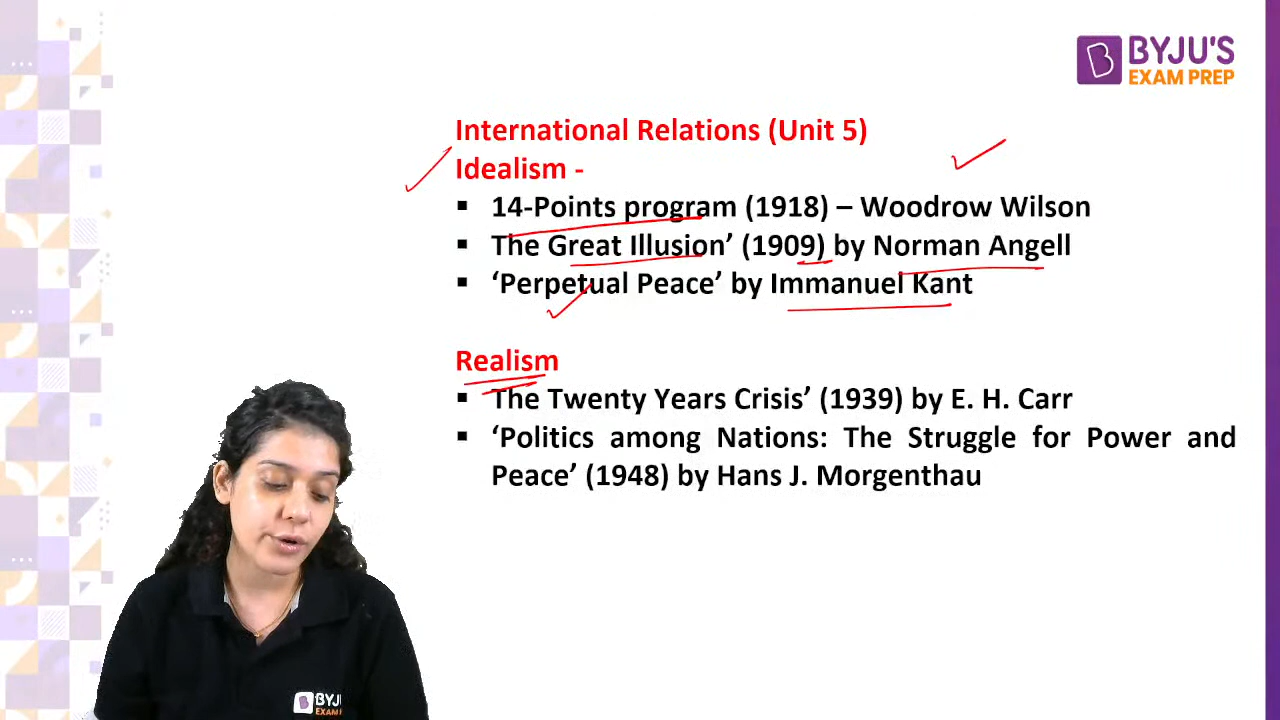 BYJU'S
EXAM PREP
International Relations (Unit 5)
Idealism -
▪ 14-Points program (1918) – Woodrow Wilson
▪ The Great Illusion’ (1909) by Norman Angell
▪ ‘Perpetual Peace’ by Immanuel Kant
Realism
▪ The Twenty Years Crisis’ (1939) by E. H. Carr
▪ ‘Politics among Nations: The Struggle for Power and
Peace’ (1948) by Hans J. Morgenthau
BYJU
EXAM